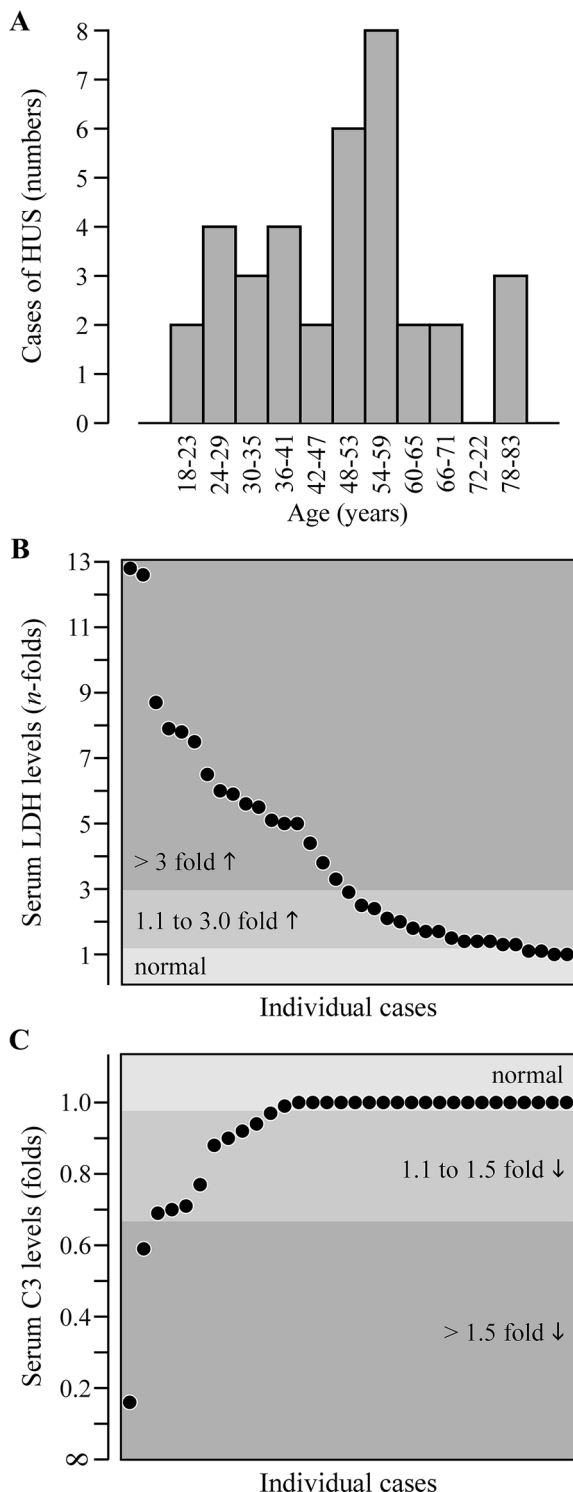 A
Cases of HUS (numbers)
8
7
6
5
4
3
2
1
0
18-23
24-29
30-35
36-41
42-47
48-53
54-59
60-65
66-71
72-22
78-83
Age (years)
B
Serum LDH levels (n-folds)
13
9
7
5
3
1
> 3 fold ↑
1.1 to 3.0 fold ↑
normal
Individual cases
C
Serum C3 levels (folds)
1.0
0.8
0.6
0.4
0.2
∞
normal
1.1 to 1.5 fold ↓
> 1.5 fold ↓
Individual cases